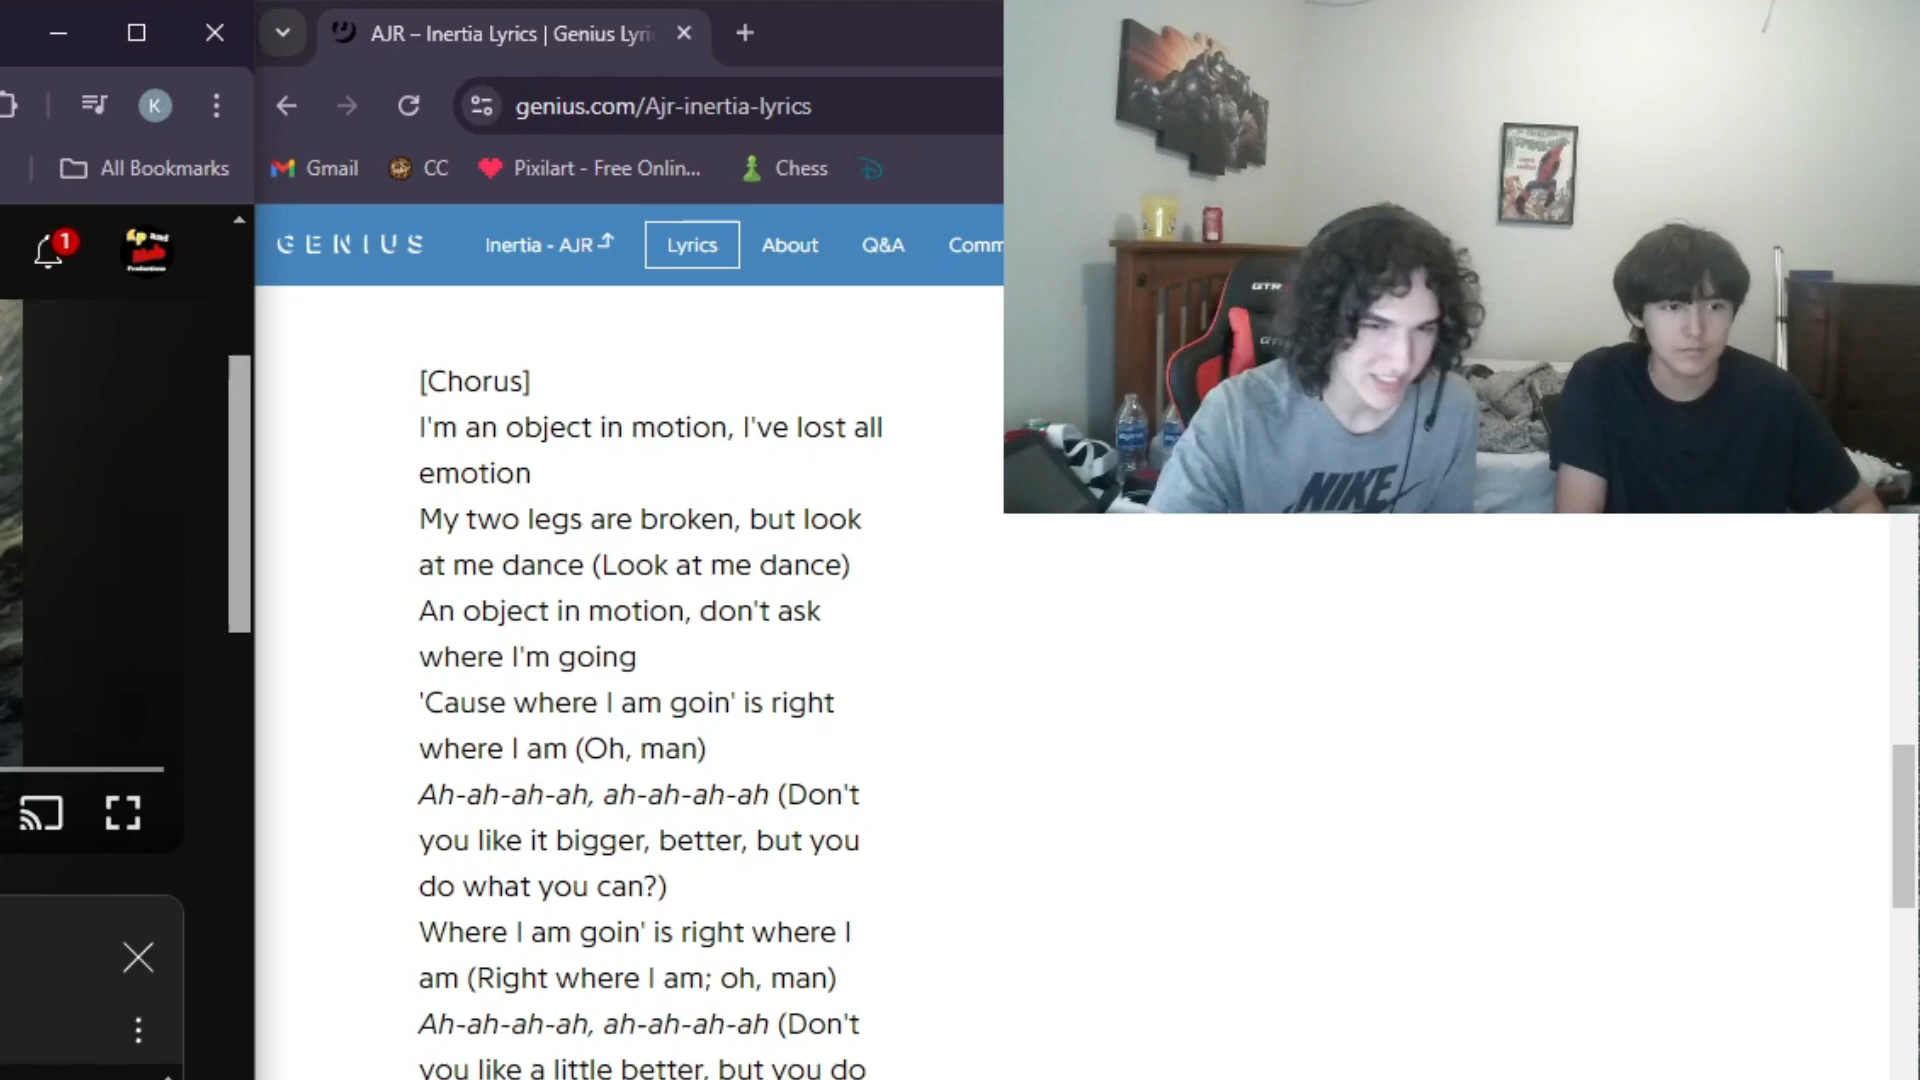 AJR – Inertia Lyrics | Genius Lyri
K
genius.com/Ajr-inertia-lyrics
All Bookmarks
Gmail
CC
Pixilart - Free Onlin...
Chess
1
Kp and
Productions
GENIUS
Inertia - AJR
Lyrics
About
Q&A
Comm
[Chorus]
I'm an object in motion, I've lost all
emotion
My two legs are broken, but look
at me dance (Look at me dance)
An object in motion, don't ask
where I'm going
'Cause where I am goin' is right
where I am (Oh, man)
Ah-ah-ah-ah, ah-ah-ah-ah (Don't
you like it bigger, better, but you
do what you can?)
Where I am goin' is right where I
am (Right where I am; oh, man)
Ah-ah-ah-ah, ah-ah-ah-ah (Don't
you like a little better, but you do
GTR
NIKE